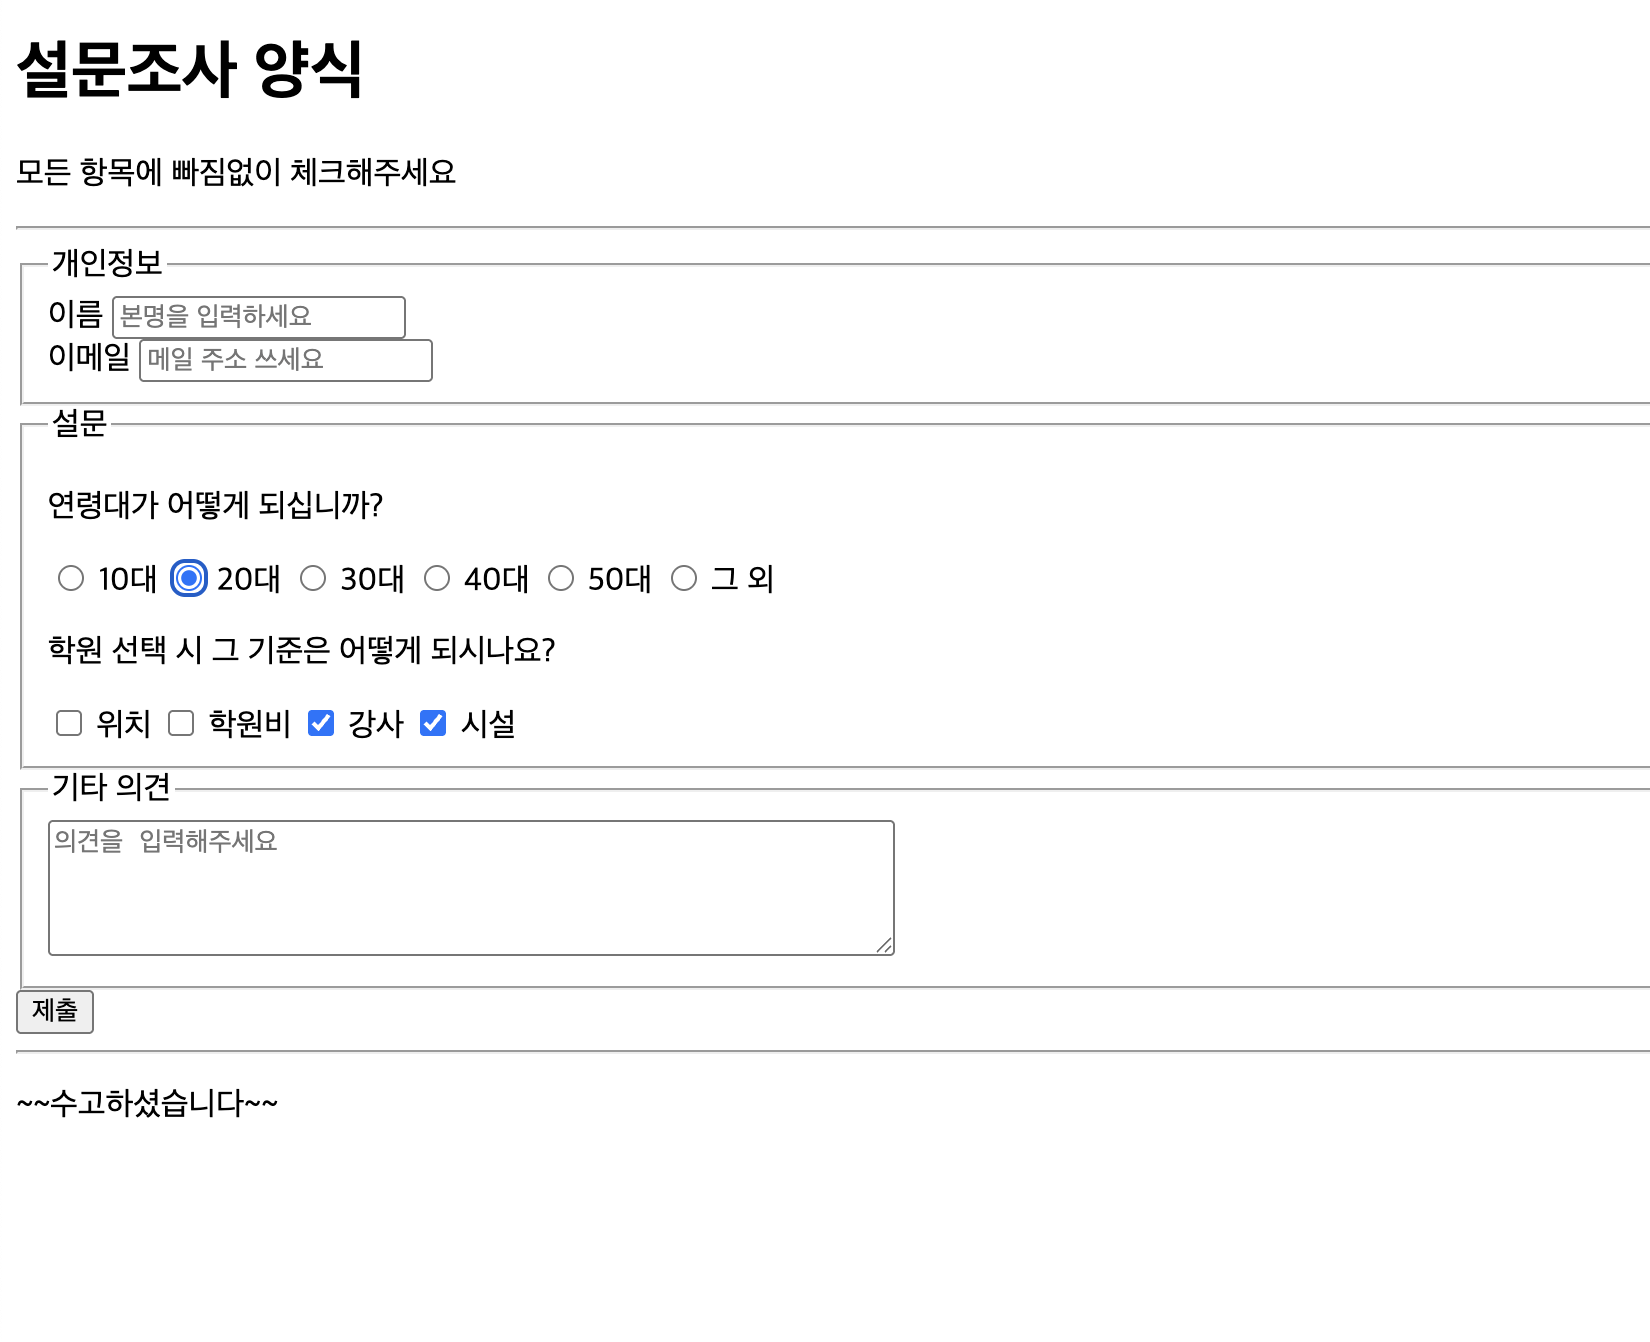 설문조사 양식
모든 항목에 빠짐없이 체크해주세요
개인정보
이름 본명을 입력하세요
이메일 메일 주소 쓰세요
설문
연령대가 어떻게 되십니까?
10대 20대 30대 40대 50대 그 외
학원 선택 시 그 기준은 어떻게 되시나요?
위치 학원비 강사 시설
기타 의견
의견을 입력해주세요
제출
~~수고하셨습니다~~